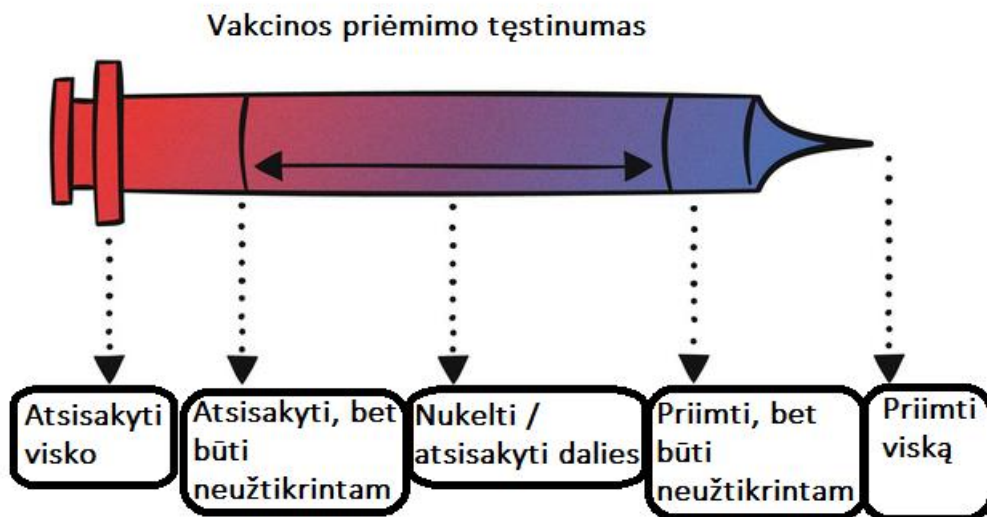 Vakcinos priėmimo tęstinumas
Atsisakyti
visko
Atsisakyti, bet
būti
neužtikrintam
Nukelti /
atsisakyti dalies
Priimti, bet
būti
neužtikrintam
Priimti
viską